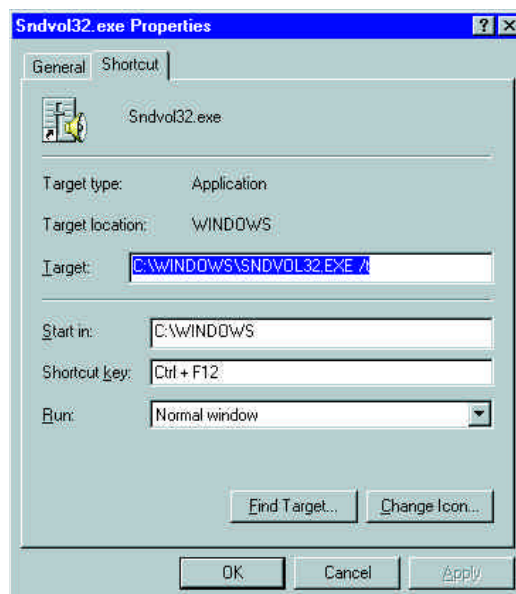 Sndvol32.exe Properties
General Shortcut
Sndvol32.exe
Target type: Application
Target location: WINDOWS
Target: C:\WINDOWS\SNDVOL32.EXE /t
Start in: C:\WINDOWS
Shortcut key: Ctrl + F12
Run: Normal window
Find Target... Change Icon...
OK Cancel Apply